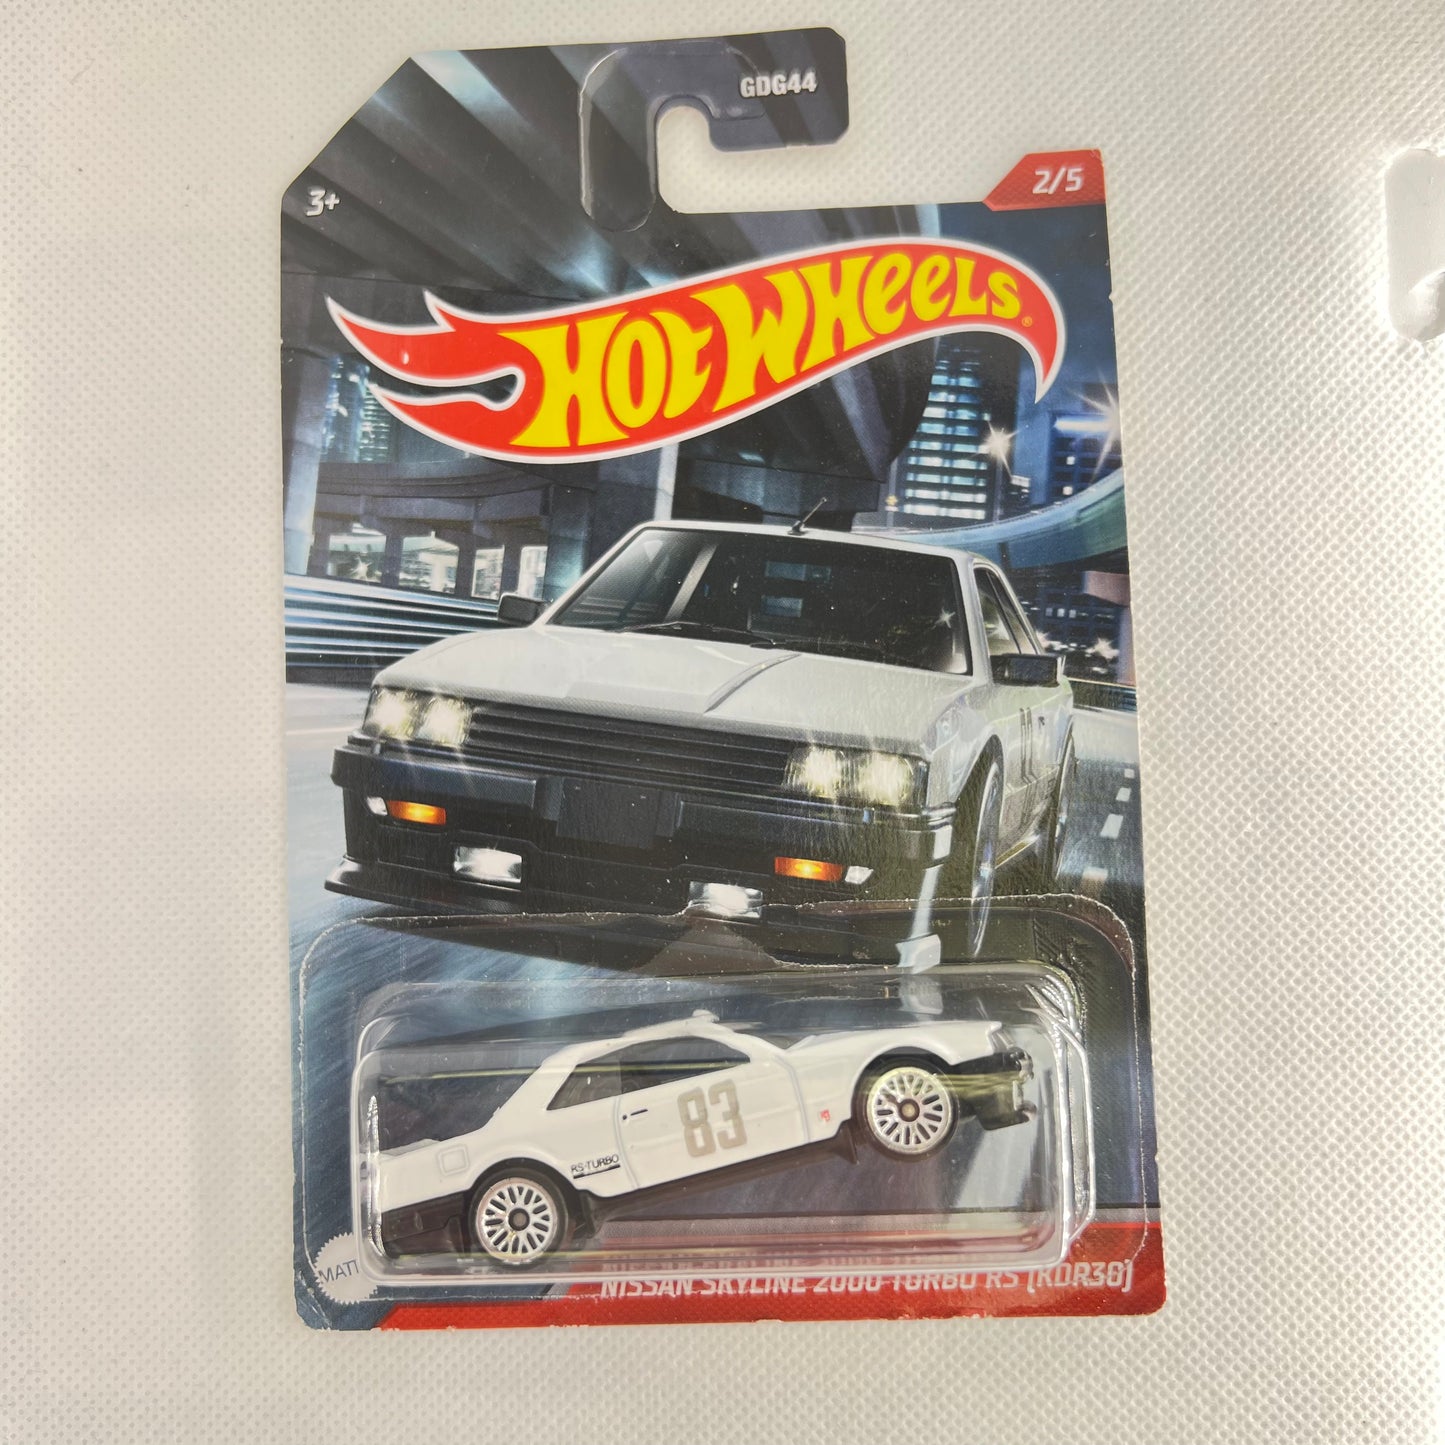 GDG44
2/5
3+
HOT WHEELS®
83
RS·TURBO
NISSAN SKYLINE 2000 TURBO RS (KDR30)